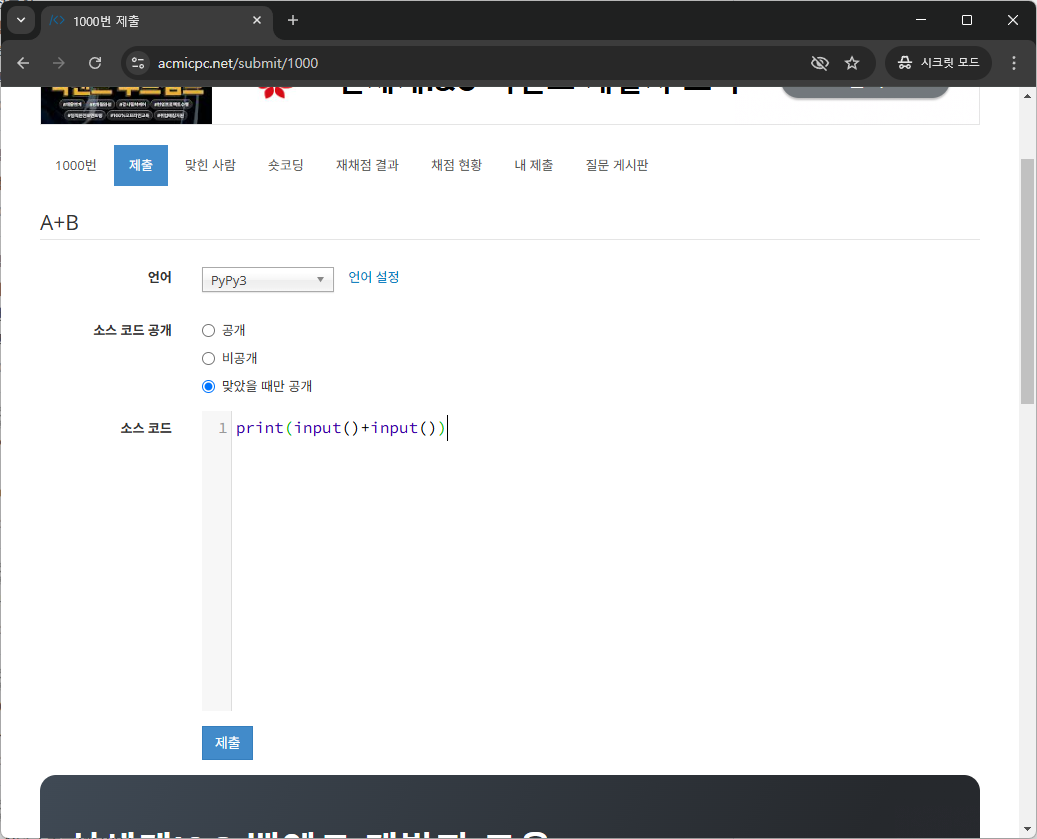 1000번 제출
acmicpc.net/submit/1000
시크릿 모드
1000번 제출 맞힌 사람 숏코딩 재채점 결과 채점 현황 내 제출 질문 게시판
A+B
언어 PyPy3 언어 설정
소스 코드 공개 공개
비공개
맞았을 때만 공개
소스 코드 1 print(input()+input())
제출